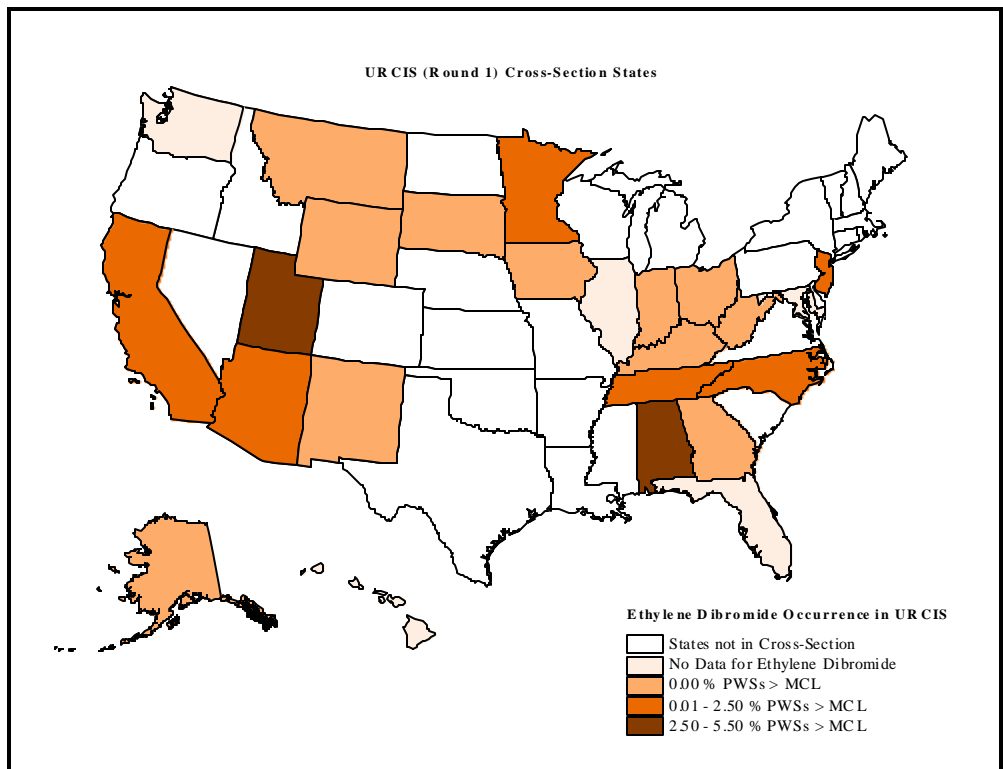 URCIS (Round 1) Cross-Section States
Ethylene Dibromide Occurrence in URCIS
States not in Cross-Section
No Data for Ethylene Dibromide
0.00 % PWSs > MCL
0.01 - 2.50 % PWSs > MCL
2.50 - 5.50 % PWSs > MCL